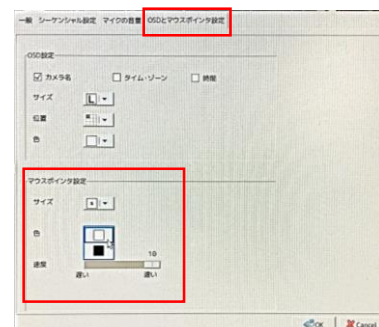 一般 シーケンシャル設定 マイクの音量 OSDとマウスポインタ設定
OSD設定
カメラ名 タイム・ゾーン 時間
サイズ L
位置
色
マウスポインタ設定
サイズ
色
速度 10
遅い 速い
OK Cancel